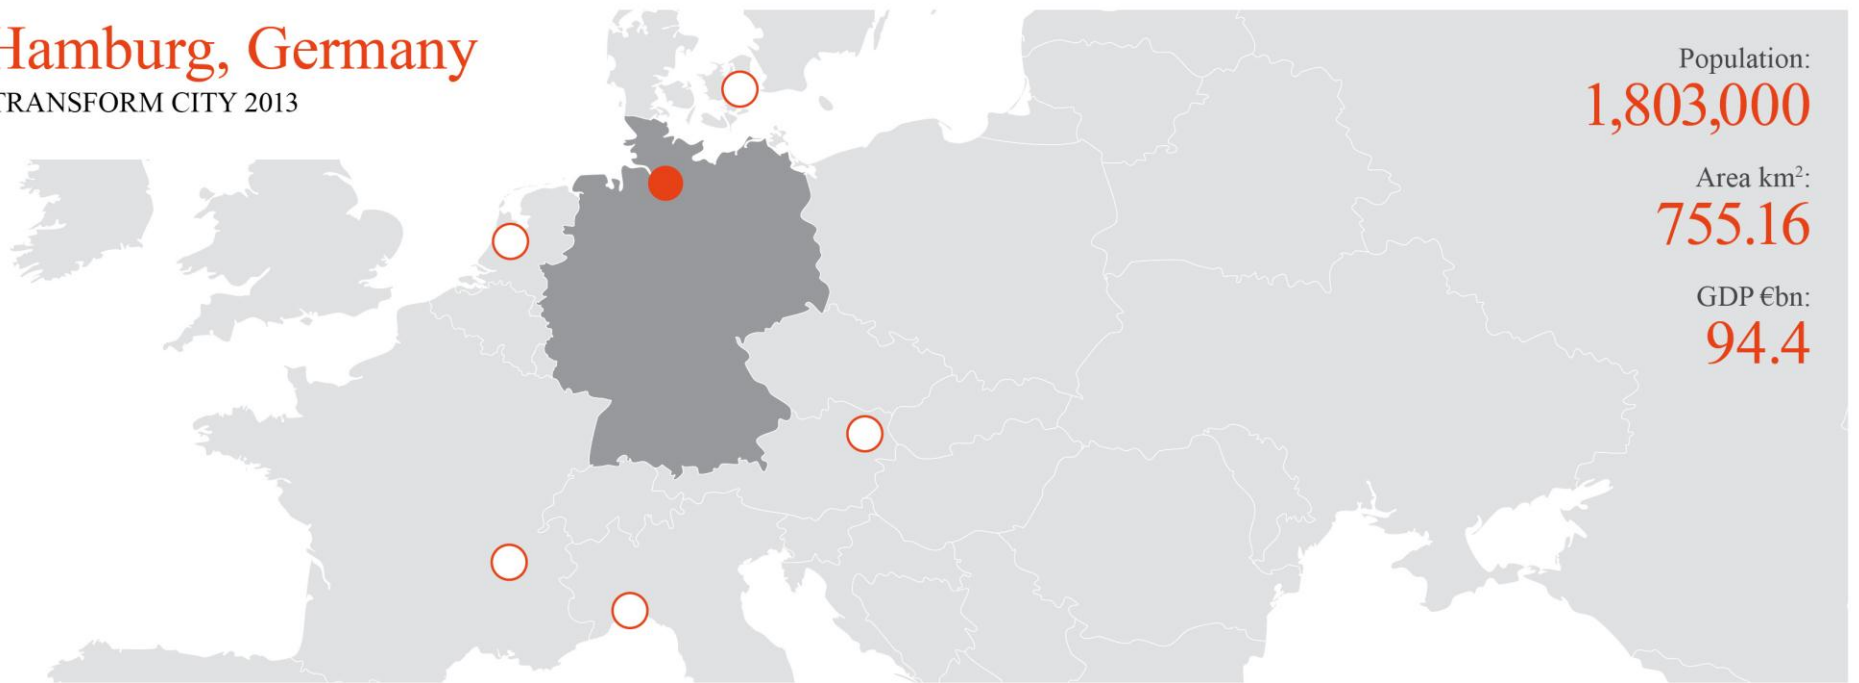 Hamburg, Germany
TRANSFORM CITY 2013
Population:
1,803,000
Area km²:
755.16
GDP €bn:
94.4